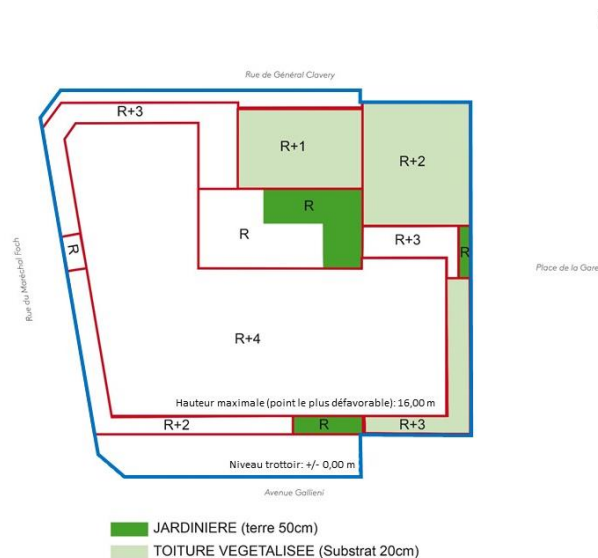 Rue de Général Clavery
R+3
R+1
R+2
R
R
R+3
R
R
Rue du Maréchal Foch
Place de la Gare
R+4
Hauteur maximale (point le plus défavorable): 16,00 m
R+2
R
R+3
Niveau trottoir: +/- 0,00 m
Avenue Gallieni
JARDINIERE (terre 50cm)
TOITURE VEGETALISEE (Substrat 20cm)